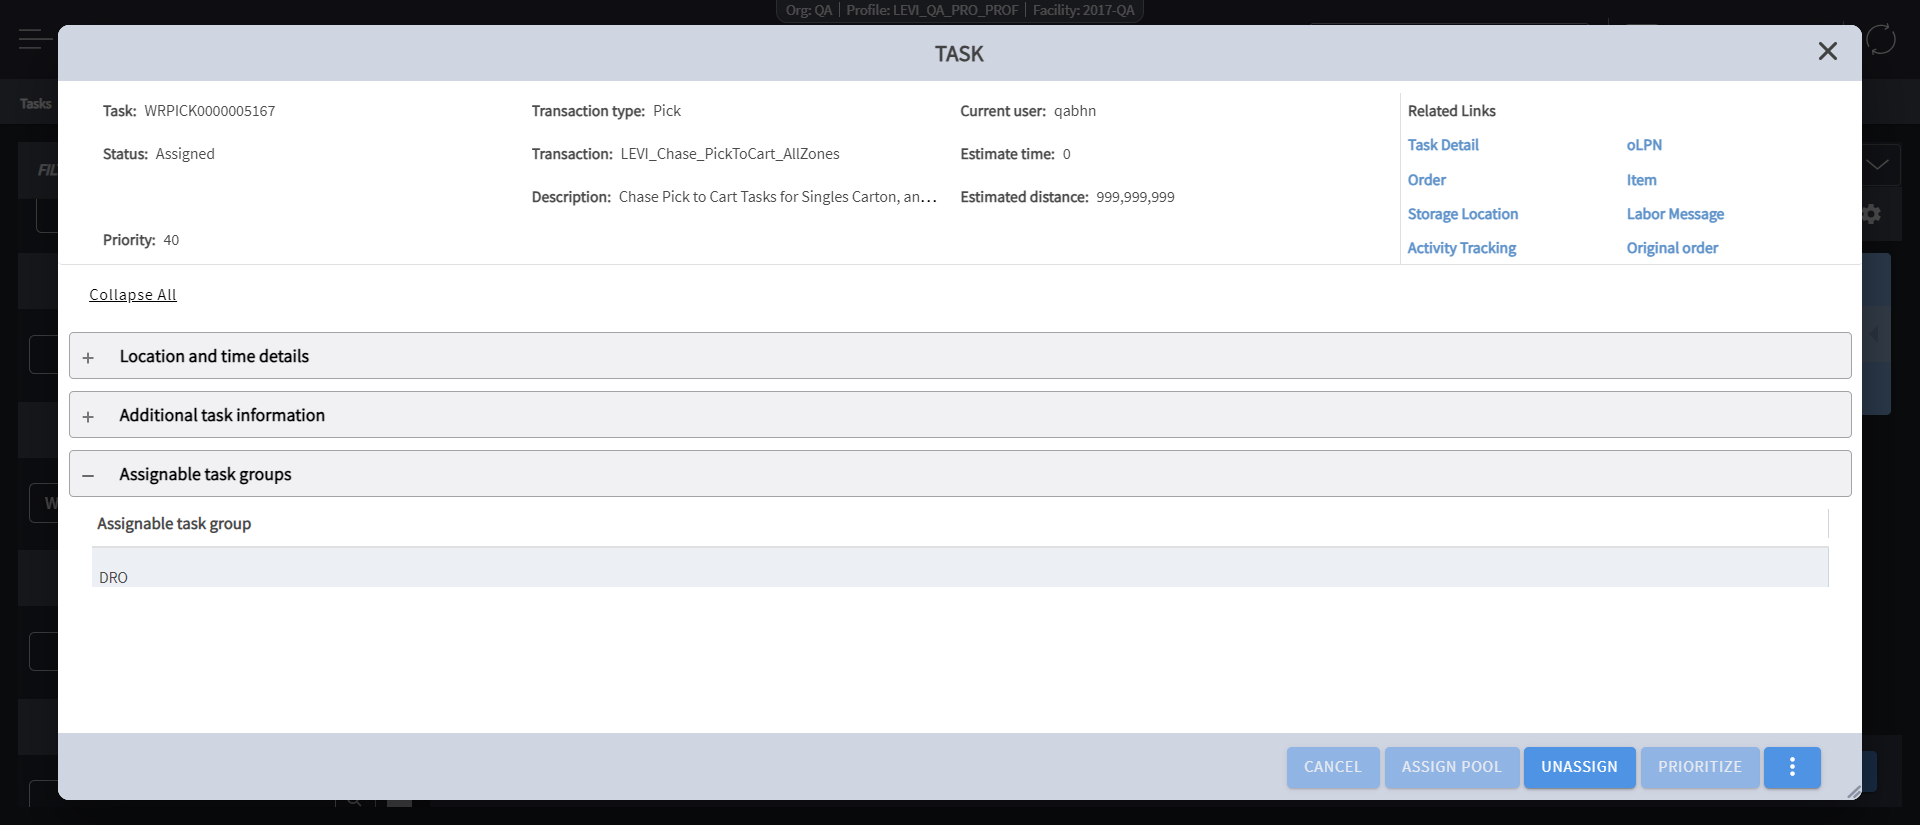 Org: QA | Profile: LEVI_QA_PRO_PROF | Facility: 2017-QA
TASK
Tasks
Task: WRPICK0000005167
Transaction type: Pick
Current user: qabhn
Related Links
Status: Assigned
Transaction: LEVI_Chase_PickToCart_AllZones
Estimate time: 0
Task Detail
oLPN
Description: Chase Pick to Cart Tasks for Singles Carton, an...
Estimated distance: 999,999,999
Order
Item
Storage Location
Labor Message
Priority: 40
Activity Tracking
Original order
Collapse All
Location and time details
Additional task information
Assignable task groups
Assignable task group
DRO
CANCEL
ASSIGN POOL
UNASSIGN
PRIORITIZE